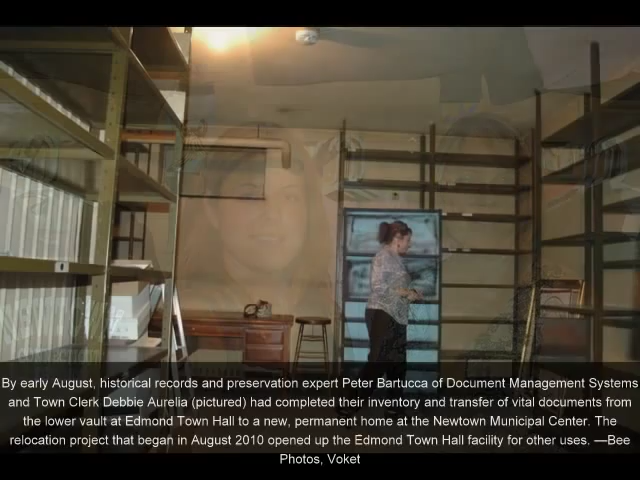 By early August, historical records and preservation expert Peter Bartucca of Document Management Systems
and Town Clerk Debbie Aurelia (pictured) had completed their inventory and transfer of vital documents from
the lower vault at Edmond Town Hall to a new, permanent home at the Newtown Municipal Center. The
relocation project that began in August 2010 opened up the Edmond Town Hall facility for other uses. —Bee
Photos, Voket